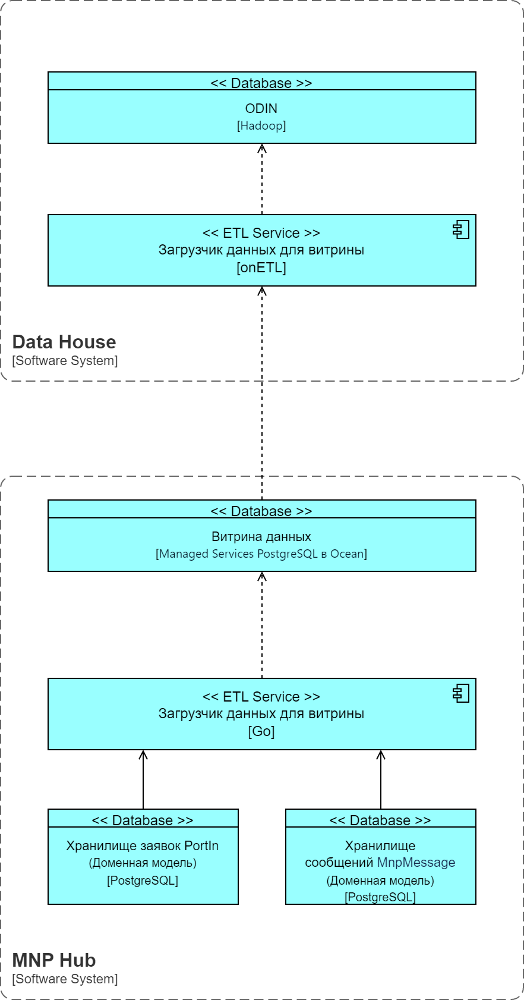 << Database >>
ODIN
[Hadoop]
<< ETL Service >>
Загрузчик данных для витрины
[onETL]
Data House
[Software System]
<< Database >>
Витрина данных
[Managed Services PostgreSQL в Ocean]
<< ETL Service >>
Загрузчик данных для витрины
[Go]
<< Database >>
Хранилище заявок PortIn
(Доменная модель)
[PostgreSQL]
<< Database >>
Хранилище
сообщений MnpMessage
(Доменная модель)
[PostgreSQL]
MNP Hub
[Software System]